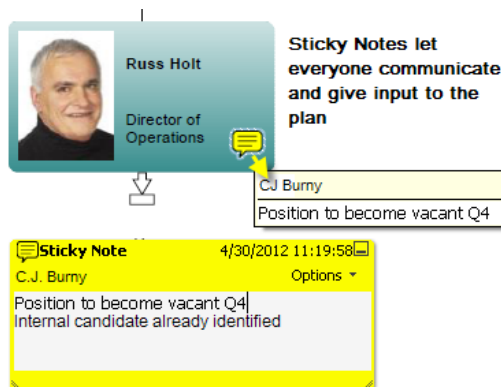 Russ Holt
Director of
Operations
Sticky Notes let
everyone communicate
and give input to the
plan
CJ Burny
Position to become vacant Q4
Sticky Note 4/30/2012 11:19:58
C.J. Burny Options
Position to become vacant Q4
Internal candidate already identified